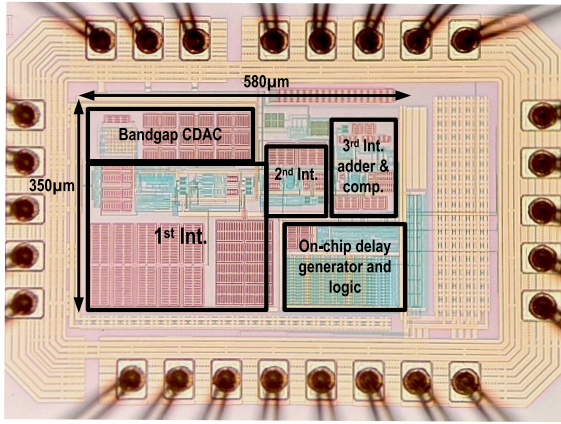 580μm
Bandgap CDAC
350μm
2nd Int.
3rd Int.
adder &
comp.
1st Int.
On-chip delay
generator and
logic